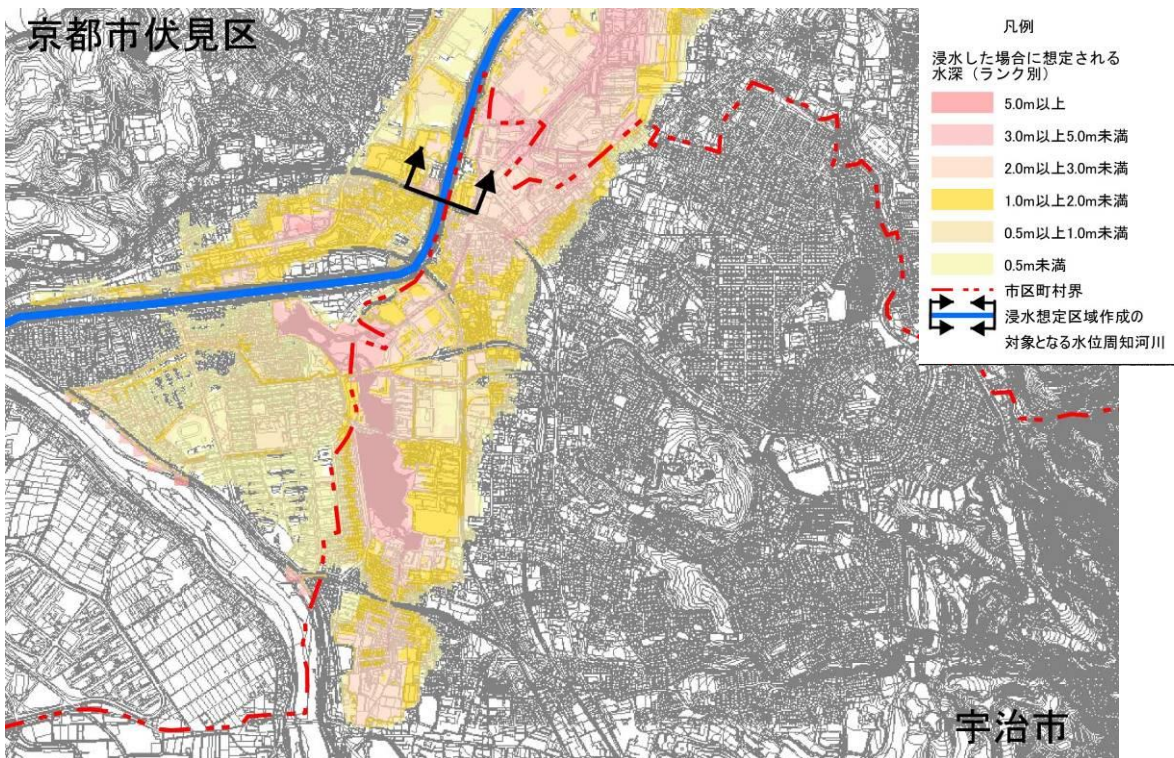 京都市伏見区
凡例
浸水した場合に想定される
水深（ランク別）
5.0m以上
3.0m以上5.0m未満
2.0m以上3.0m未満
1.0m以上2.0m未満
0.5m以上1.0m未満
0.5m未満
市区町村界
浸水想定区域作成の
対象となる水位周知河川
宇治市